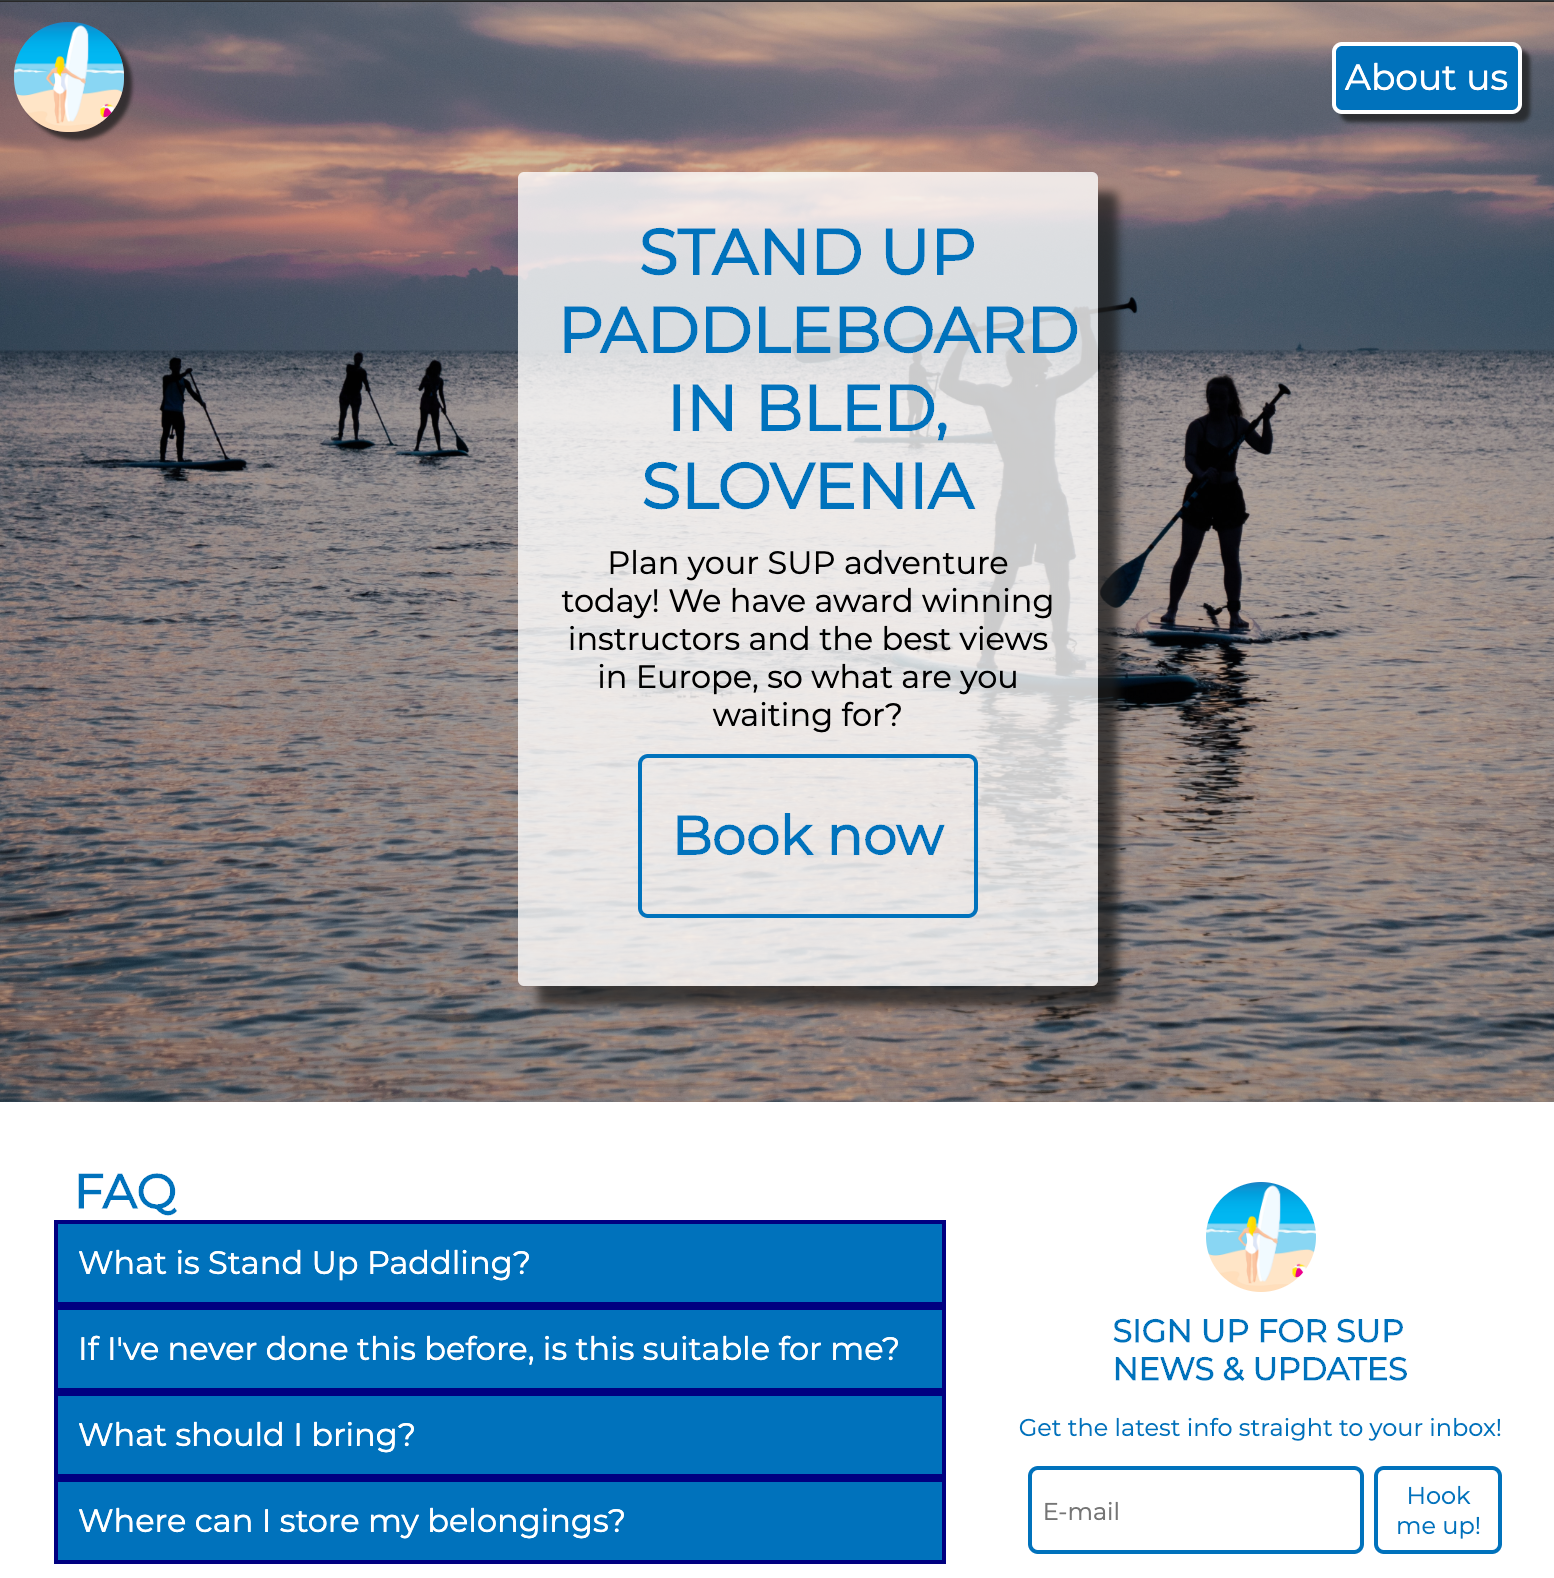 About us
STAND UP
PADDLEBOARD
IN BLED,
SLOVENIA
Plan your SUP adventure
today! We have award winning
instructors and the best views
in Europe, so what are you
waiting for?
Book now
FAQ
What is Stand Up Paddling?
If I've never done this before, is this suitable for me?
What should I bring?
Where can I store my belongings?
SIGN UP FOR SUP
NEWS & UPDATES
Get the latest info straight to your inbox!
E-mail
Hook
me up!